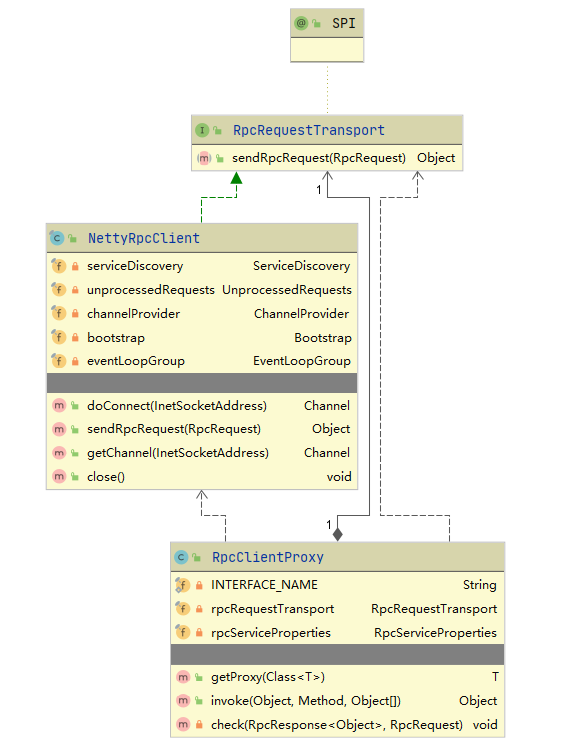 @ SPI
I RpcRequestTransport
m sendRpcRequest(RpcRequest) Object
1
C NettyRpcClient
f serviceDiscovery ServiceDiscovery
f unprocessedRequests UnprocessedRequests
f channelProvider ChannelProvider
f bootstrap Bootstrap
f eventLoopGroup EventLoopGroup
m doConnect(InetSocketAddress) Channel
m sendRpcRequest(RpcRequest) Object
m getChannel(InetSocketAddress) Channel
m close() void
1
C RpcClientProxy
f INTERFACE_NAME String
f rpcRequestTransport RpcRequestTransport
f rpcServiceProperties RpcServiceProperties
m getProxy(Class<T>) T
m invoke(Object, Method, Object[]) Object
m check(RpcResponse<Object>, RpcRequest) void